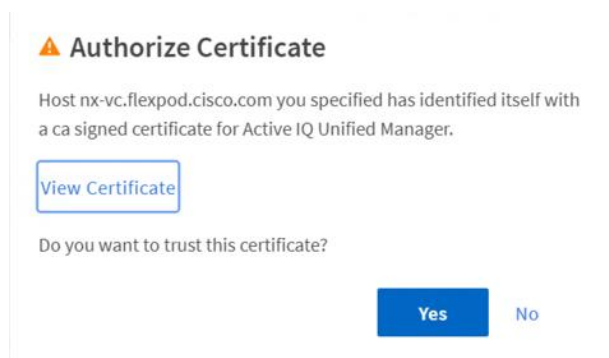 Authorize Certificate
Host nx-vc.flexpod.cisco.com you specified has identified itself with
a ca signed certificate for Active IQ Unified Manager.
View Certificate
Do you want to trust this certificate?
Yes No